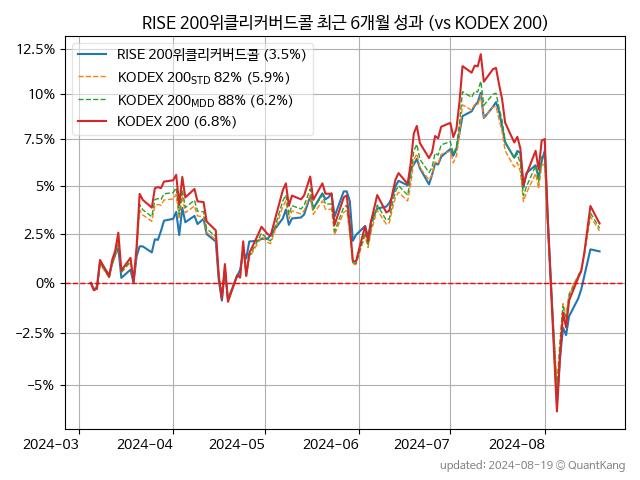 RISE 200위클리커버드콜 최근 6개월 성과 (vs KODEX 200)
12.5%
10%
7.5%
5%
2.5%
0%
−2.5%
−5%
RISE 200위클리커버드콜 (3.5%)
KODEX 200STD 82% (5.9%)
KODEX 200MDD 88% (6.2%)
KODEX 200 (6.8%)
2024-03 2024-04 2024-05 2024-06 2024-07 2024-08
updated: 2024-08-19 @ QuantKang